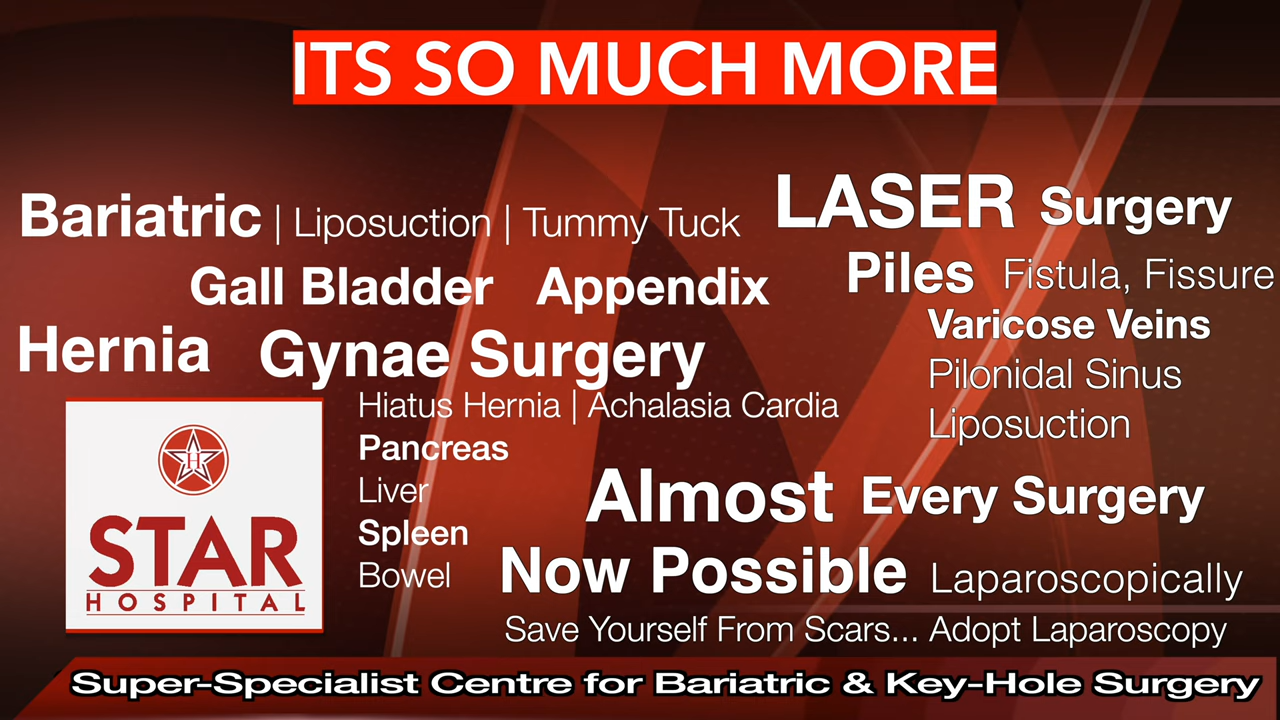 ITS SO MUCH MORE
Bariatric | Liposuction | Tummy Tuck
Gall Bladder Appendix
Hernia Gynae Surgery
Hiatus Hernia | Achalasia Cardia
Pancreas
Liver
Spleen
Bowel
LASER Surgery
Piles Fistula, Fissure
Varicose Veins
Pilonidal Sinus
Liposuction
Almost Every Surgery
Now Possible Laparoscopically
Save Yourself From Scars... Adopt Laparoscopy
H
STAR
HOSPITAL
Super-Specialist Centre for Bariatric & Key-Hole Surgery